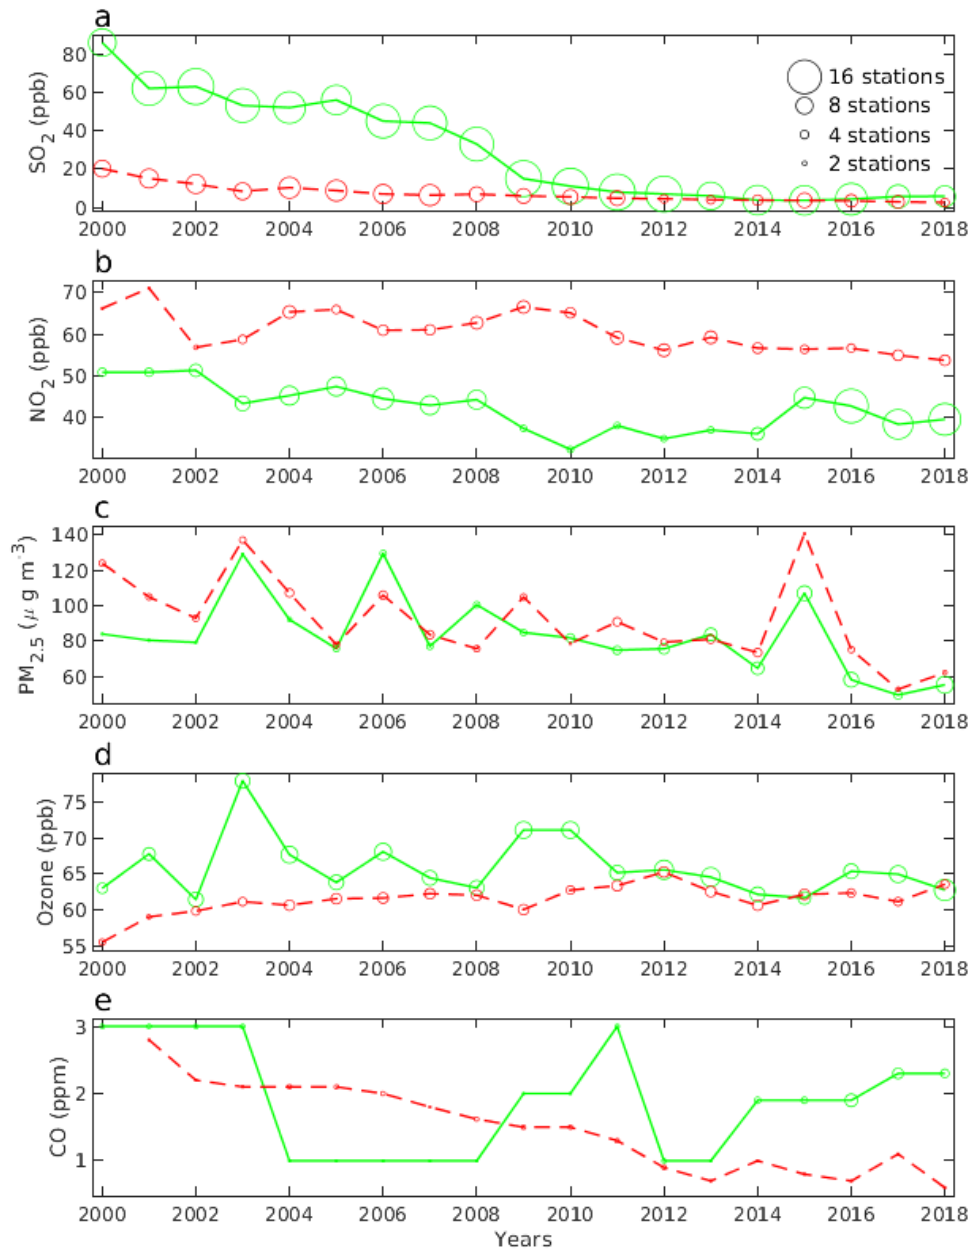 a
SO2 (ppb)
80
60
40
20
0
16 stations
8 stations
4 stations
2 stations
2000 2002 2004 2006 2008 2010 2012 2014 2016 2018
b
NO2 (ppb)
70
60
50
40
2000 2002 2004 2006 2008 2010 2012 2014 2016 2018
c
PM2.5 (μ g m-3)
140
120
100
80
60
2000 2002 2004 2006 2008 2010 2012 2014 2016 2018
d
Ozone (ppb)
75
70
65
60
55
2000 2002 2004 2006 2008 2010 2012 2014 2016 2018
e
CO (ppm)
3
2
1
2000 2002 2004 2006 2008 2010 2012 2014 2016 2018
Years